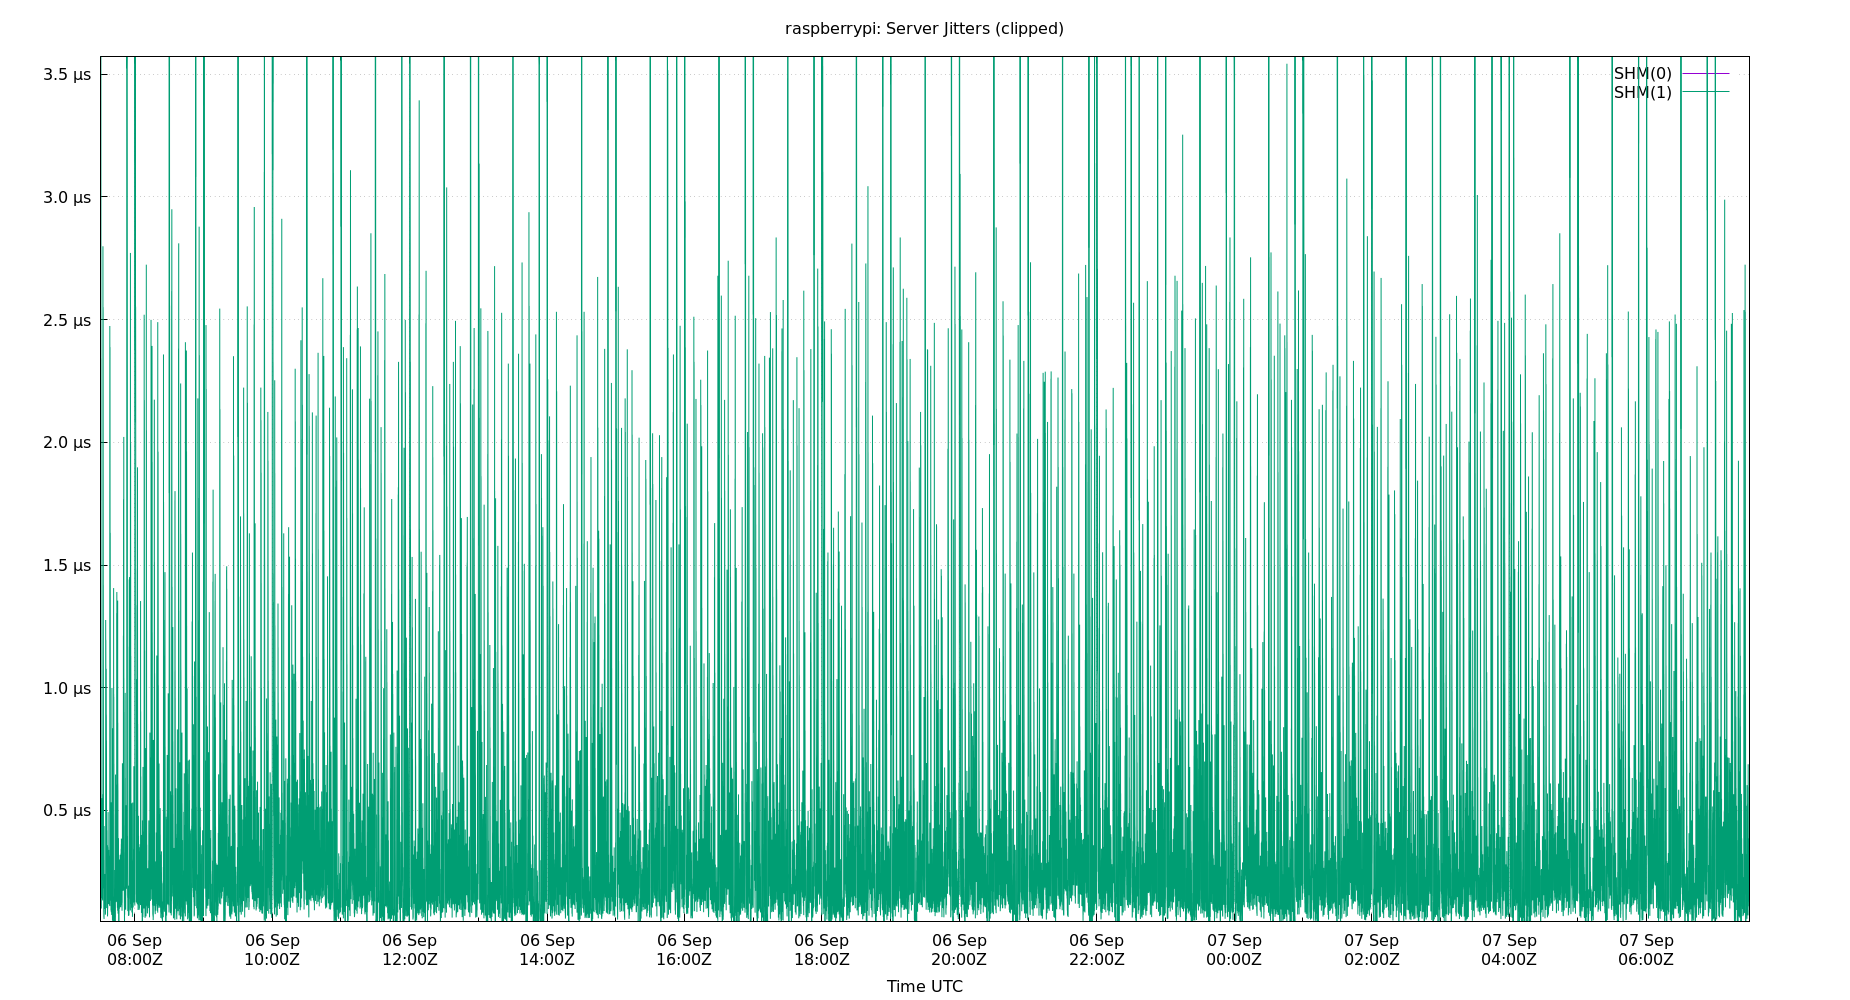 raspberrypi: Server Jitters (clipped)
SHM(0)
SHM(1)
3.5 µs
3.0 µs
2.5 µs
2.0 µs
1.5 µs
1.0 µs
0.5 µs
06 Sep 06 Sep 06 Sep 06 Sep 06 Sep 06 Sep 06 Sep 06 Sep 07 Sep 07 Sep 07 Sep 07 Sep
08:00Z 10:00Z 12:00Z 14:00Z 16:00Z 18:00Z 20:00Z 22:00Z 00:00Z 02:00Z 04:00Z 06:00Z
Time UTC